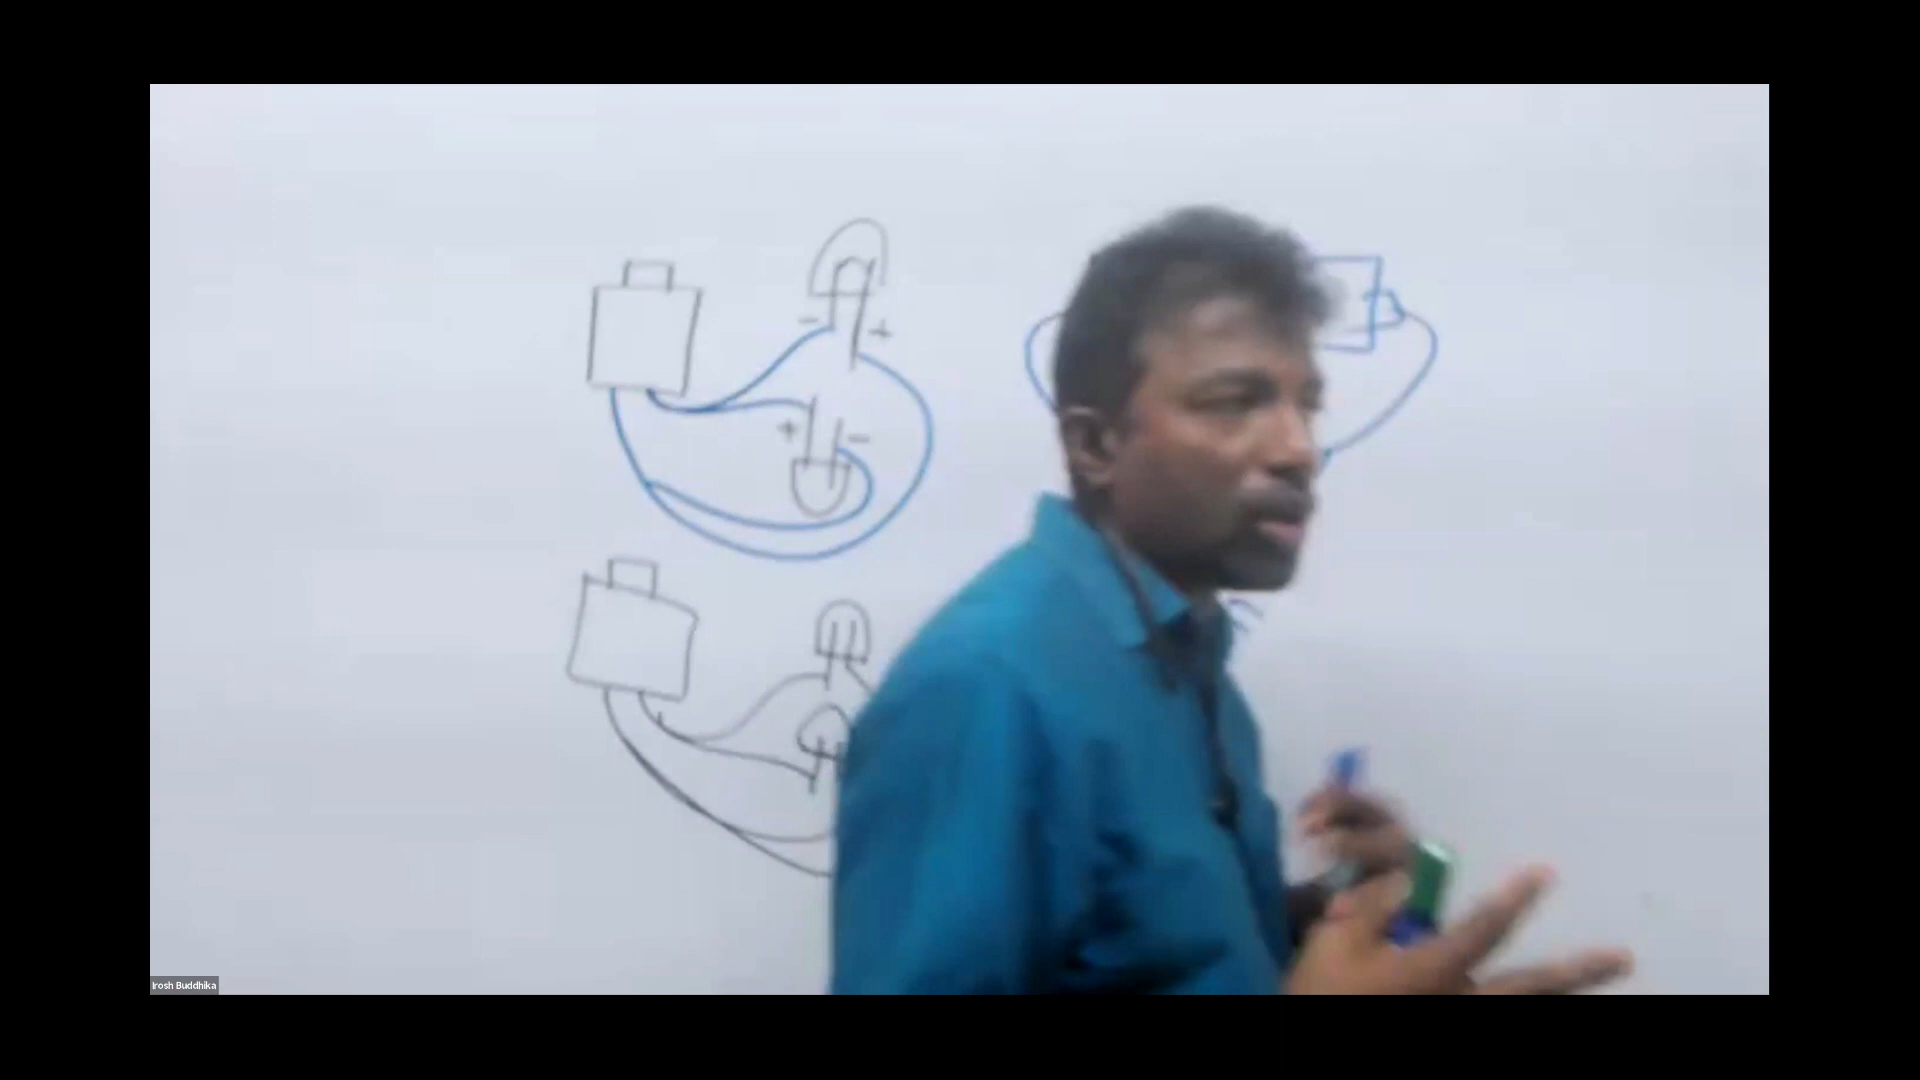 - +
+ -
Irosh Buddhika